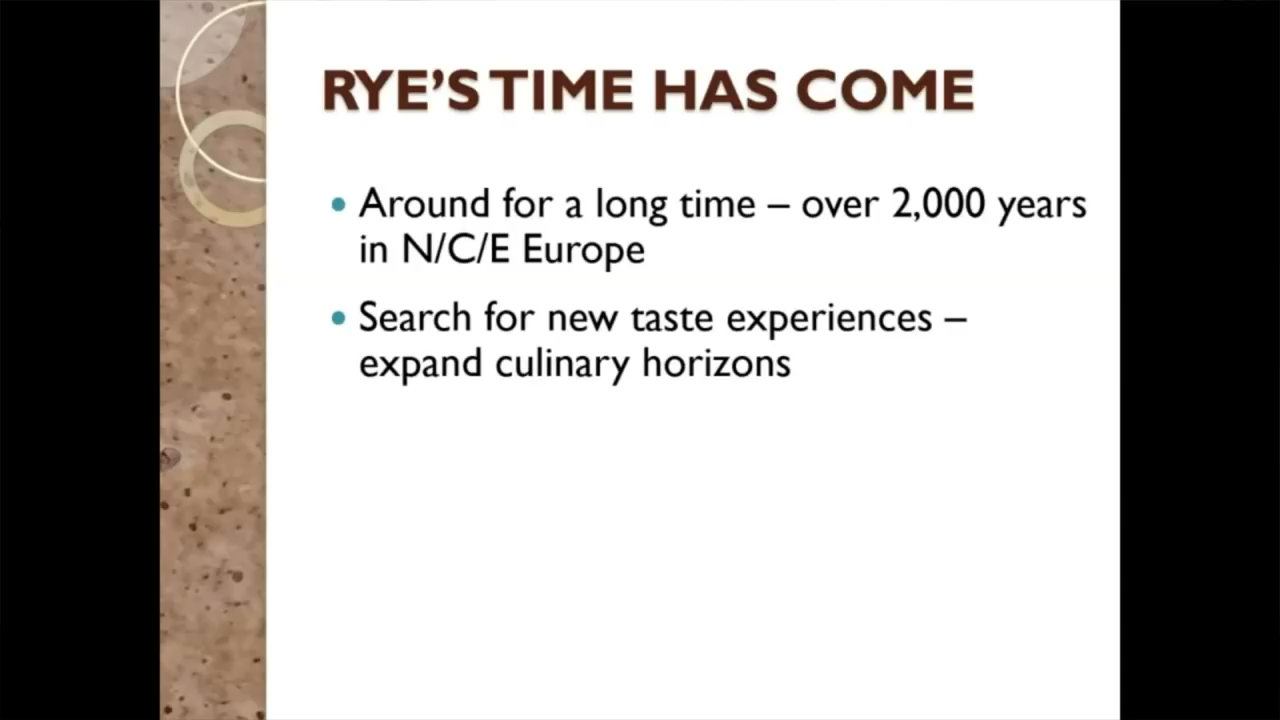 RYE'S TIME HAS COME
• Around for a long time – over 2,000 years
in N/C/E Europe
• Search for new taste experiences –
expand culinary horizons